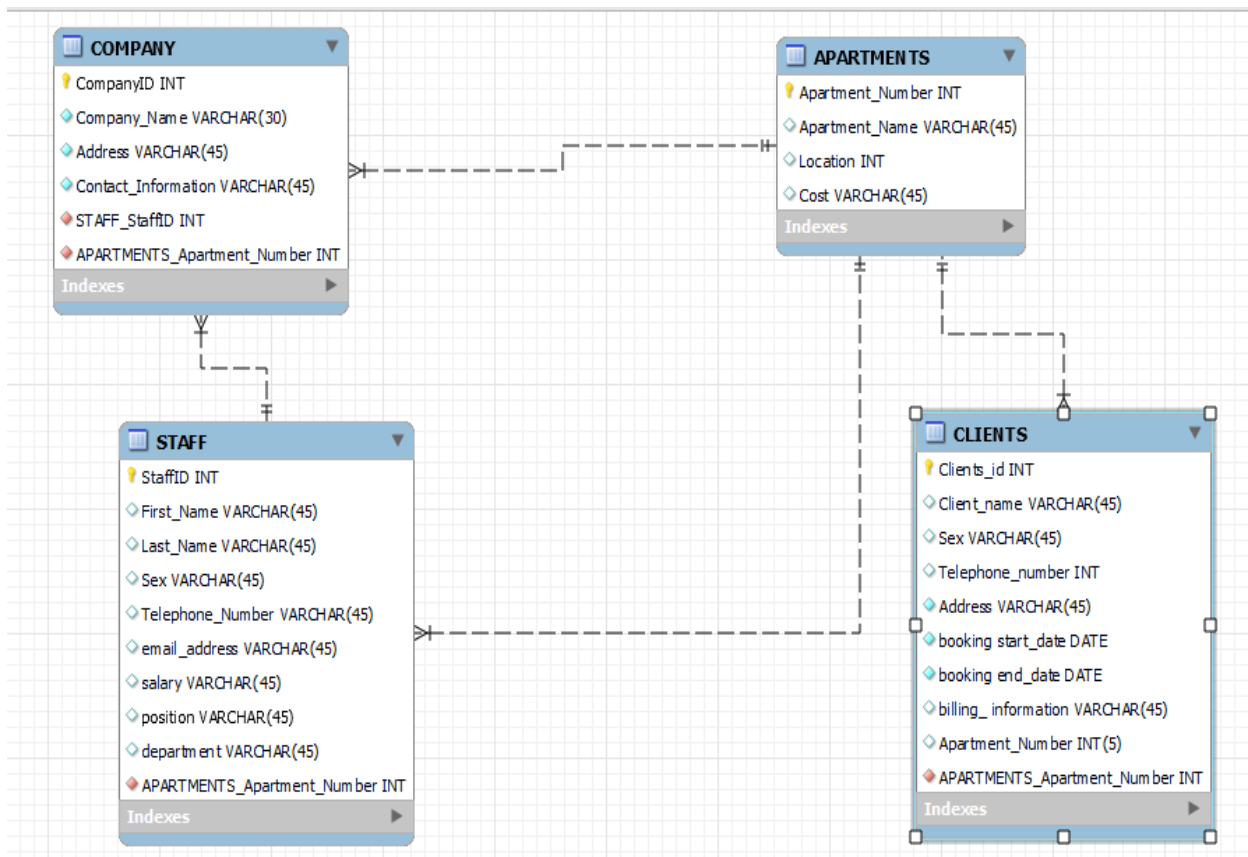 COMPANY
CompanyID INT
Company_Name VARCHAR(30)
Address VARCHAR(45)
Contact_Information VARCHAR(45)
STAFF_StaffID INT
APARTMENTS_Apartment_Number INT
Indexes
APARTMENTS
Apartment_Number INT
Apartment_Name VARCHAR(45)
Location INT
Cost VARCHAR(45)
Indexes
STAFF
StaffID INT
First_Name VARCHAR(45)
Last_Name VARCHAR(45)
Sex VARCHAR(45)
Telephone_Number VARCHAR(45)
email_address VARCHAR(45)
salary VARCHAR(45)
position VARCHAR(45)
department VARCHAR(45)
APARTMENTS_Apartment_Number INT
Indexes
CLIENTS
Clients_id INT
Client_name VARCHAR(45)
Sex VARCHAR(45)
Telephone_number INT
Address VARCHAR(45)
booking start_date DATE
booking end_date DATE
billing_ information VARCHAR(45)
Apartment_Number INT(5)
APARTMENTS_Apartment_Number INT
Indexes